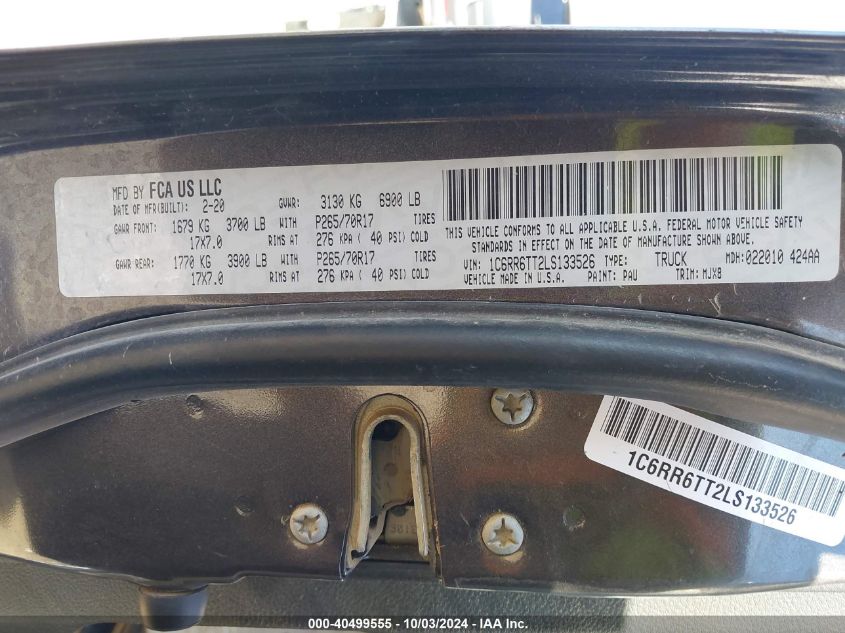 MFD BY FCA US LLC
DATE OF MFR(BUILT): 2-20 GVWR: 3130 KG 6900 LB
GAWR FRONT: 1679 KG 3700 LB WITH P265/70R17 TIRES
17X7.0 RIMS AT 276 KPA ( 40 PSI) COLD
GAWR REAR: 1770 KG 3900 LB WITH P265/70R17 TIRES
17X7.0 RIMS AT 276 KPA ( 40 PSI) COLD
THIS VEHICLE CONFORMS TO ALL APPLICABLE U.S.A. FEDERAL MOTOR VEHICLE SAFETY
STANDARDS IN EFFECT ON THE DATE OF MANUFACTURE SHOWN ABOVE.
VIN: 1C6RR6TT2LS133526 TYPE: TRUCK MDH:022010 424AA
VEHICLE MADE IN U.S.A. PAINT: PAU TRIM: MJX8
1C6RR6TT2LS133526
000-40499555 - 10/03/2024 - IAA Inc.